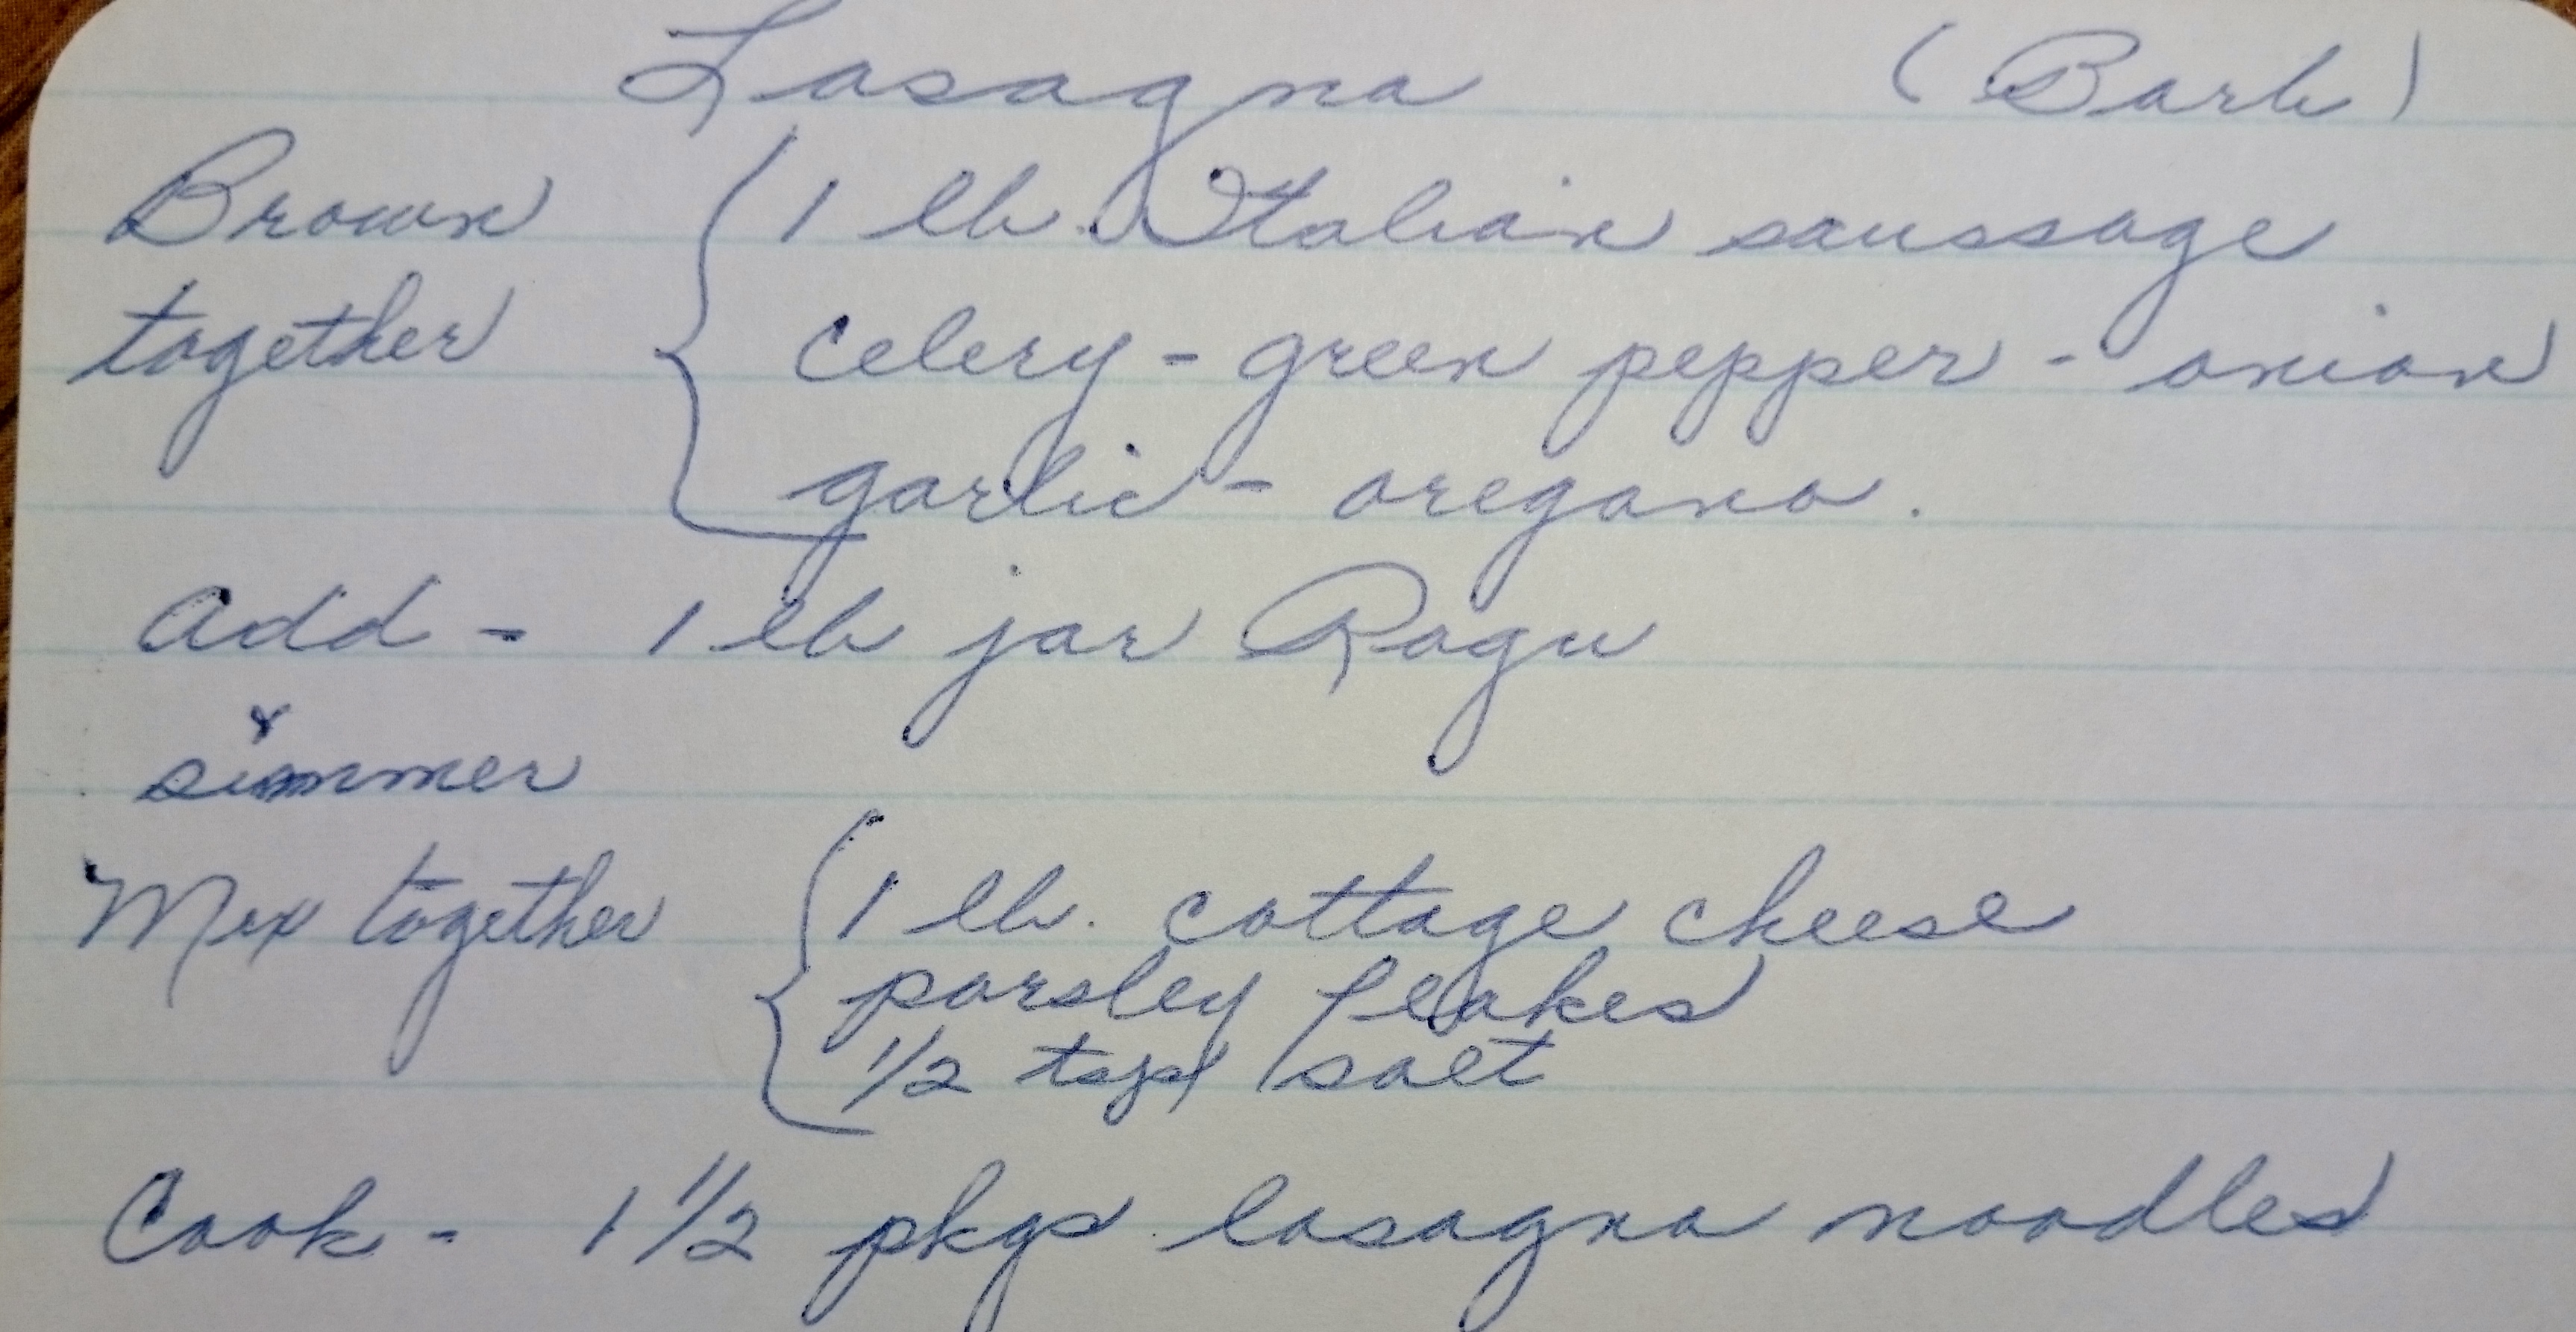 Lasagna (Barb)
Brown { 1 lb. Italian saussage
together celery - green pepper - onion
garlic - oregano.
Add - 1 lb jar Ragu
&
simmer
Mix together { 1 lb. cottage cheese
parsley flakes
1/2 tsp salt
Cook - 1 1/2 pkgs lasagna noodles